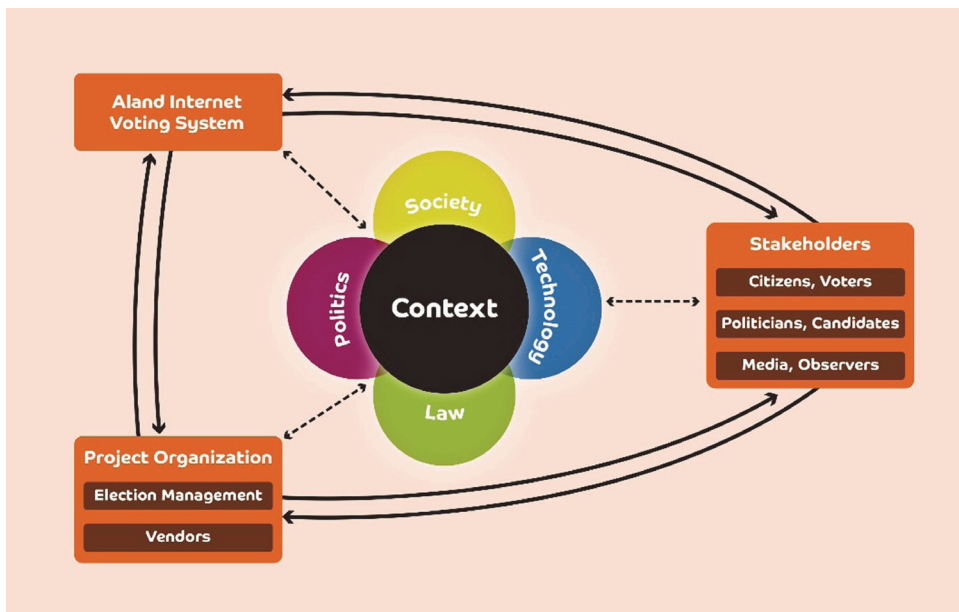 Aland Internet
Voting System
Society
Politics
Context
Technology
Law
Stakeholders
Citizens, Voters
Politicians, Candidates
Media, Observers
Project Organization
Election Management
Vendors